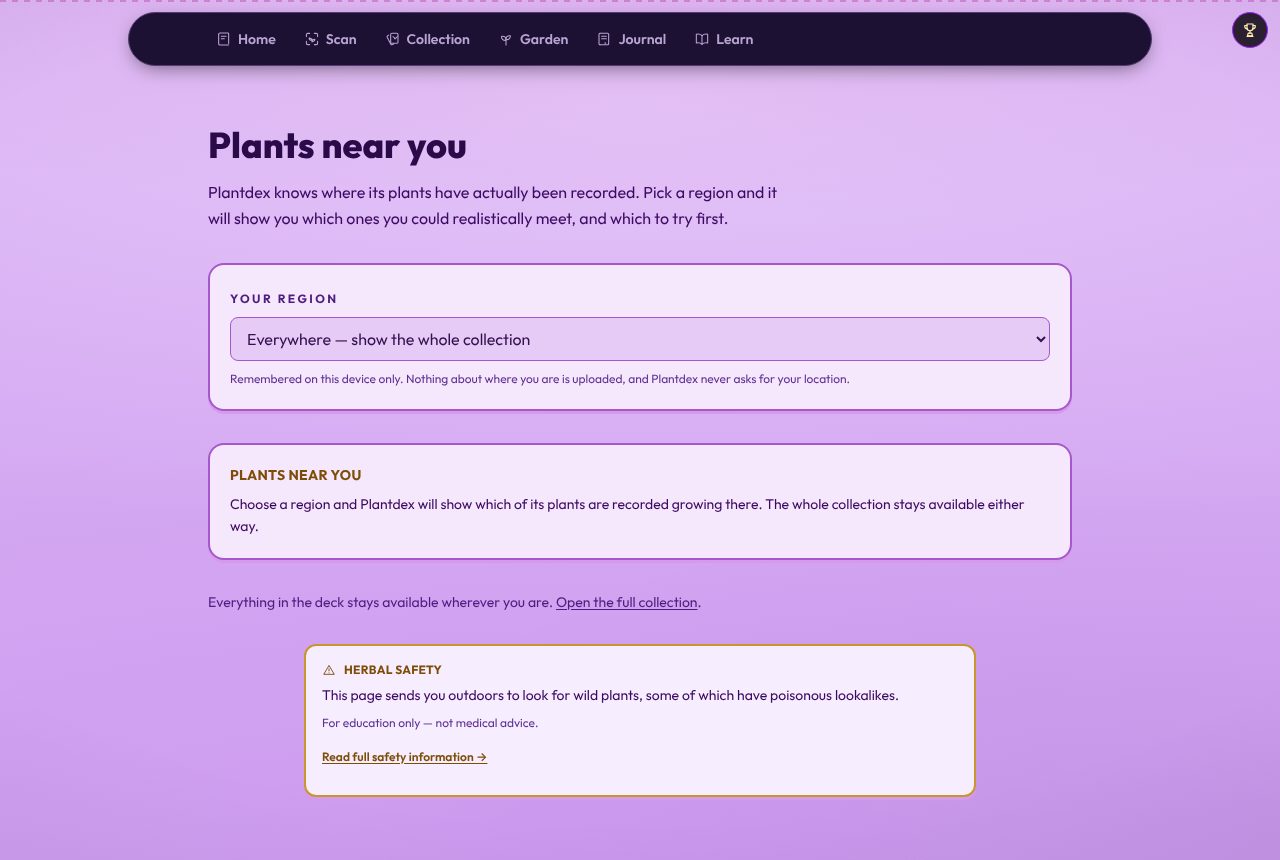 Home Scan Collection Garden Journal Learn
Plants near you
Plantdex knows where its plants have actually been recorded. Pick a region and it
will show you which ones you could realistically meet, and which to try first.
YOUR REGION
Everywhere — show the whole collection
Remembered on this device only. Nothing about where you are is uploaded, and Plantdex never asks for your location.
PLANTS NEAR YOU
Choose a region and Plantdex will show which of its plants are recorded growing there. The whole collection stays available either
way.
Everything in the deck stays available wherever you are. Open the full collection.
HERBAL SAFETY
This page sends you outdoors to look for wild plants, some of which have poisonous lookalikes.
For education only — not medical advice.
Read full safety information →